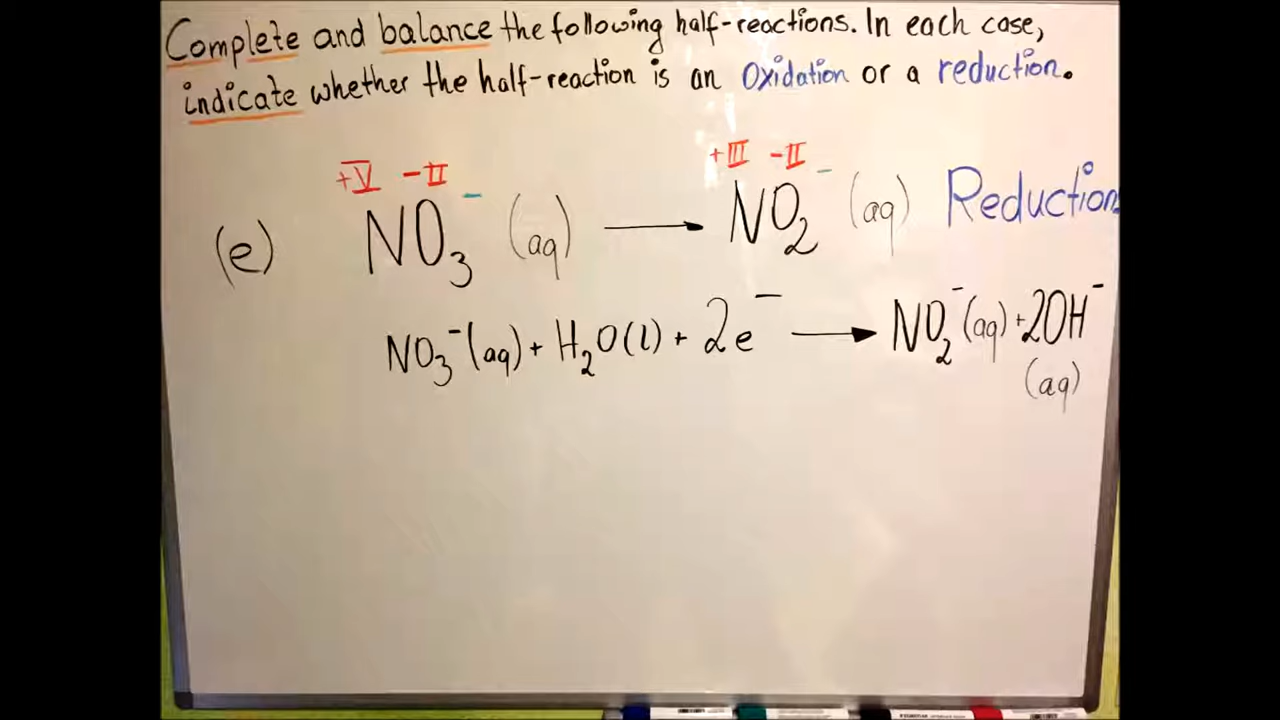 Complete and balance the following half-reactions. In each case,
indicate whether the half-reaction is an Oxidation or a reduction.
+V -II +III -II
(e) NO₃⁻ (aq) → NO₂⁻ (aq) Reduction
NO₃⁻(aq) + H₂O(l) + 2e⁻ → NO₂⁻(aq) + 2OH⁻
(aq)